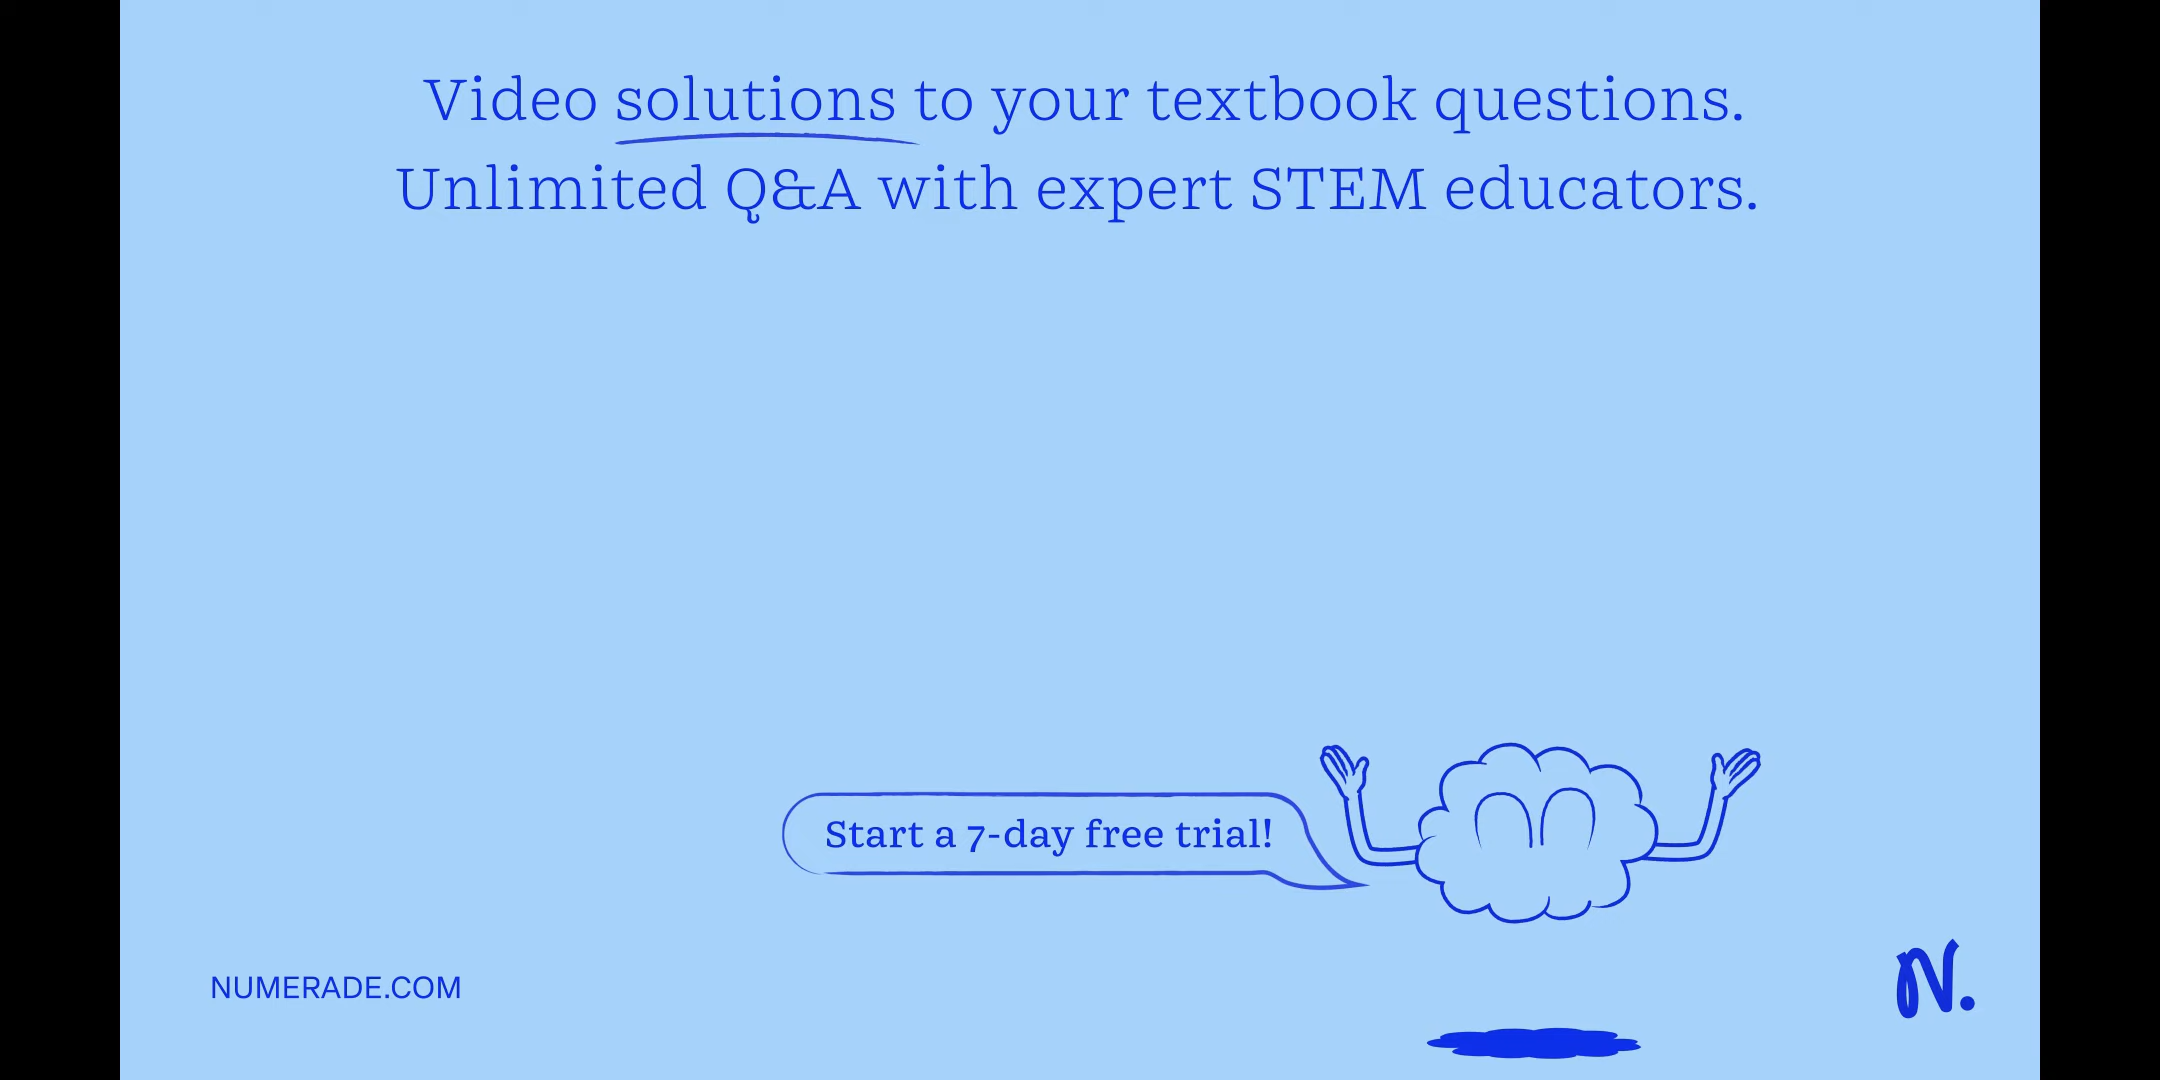 Video solutions to your textbook questions.
Unlimited Q&A with expert STEM educators.
Start a 7-day free trial!
NUMERADE.COM
N.